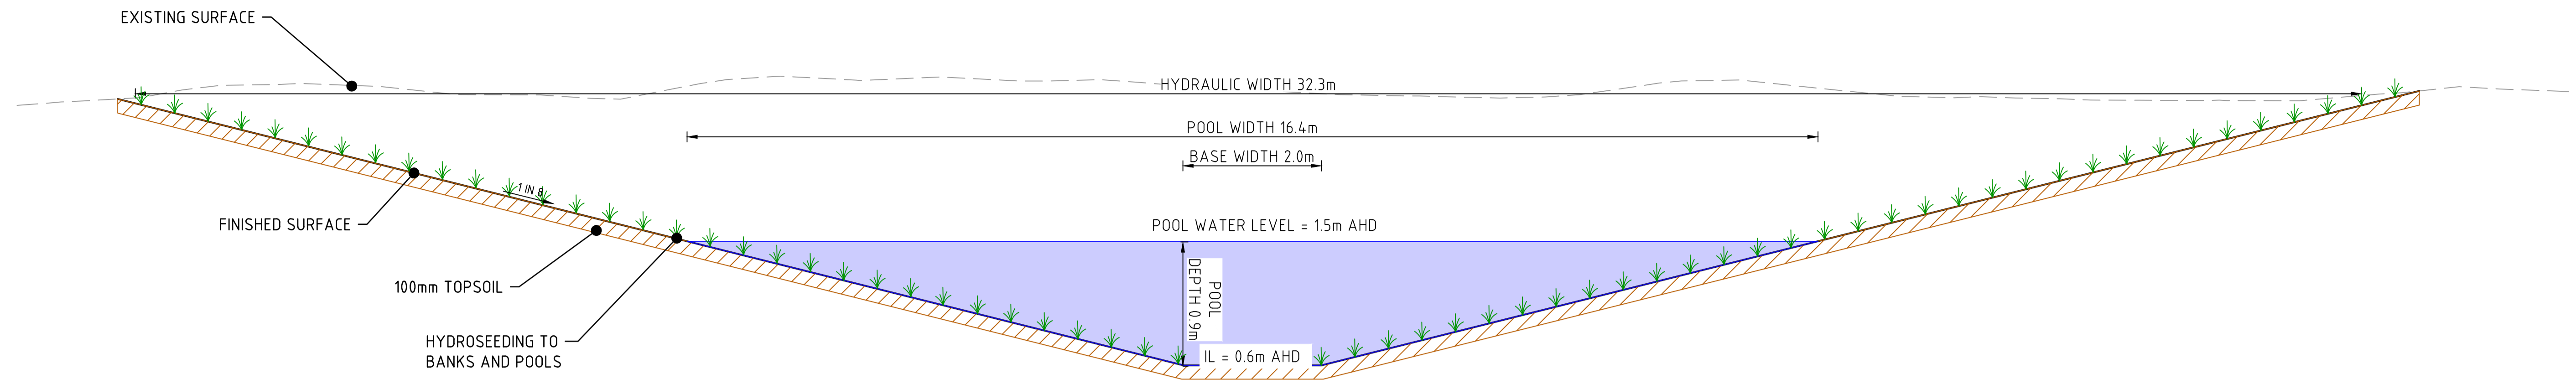 EXISTING SURFACE
HYDRAULIC WIDTH 32.3m
POOL WIDTH 16.4m
BASE WIDTH 2.0m
1 IN 8
FINISHED SURFACE
POOL WATER LEVEL = 1.5m AHD
POOL
DEPTH 0.9m
100mm TOPSOIL
HYDROSEEDING TO
BANKS AND POOLS
IL = 0.6m AHD